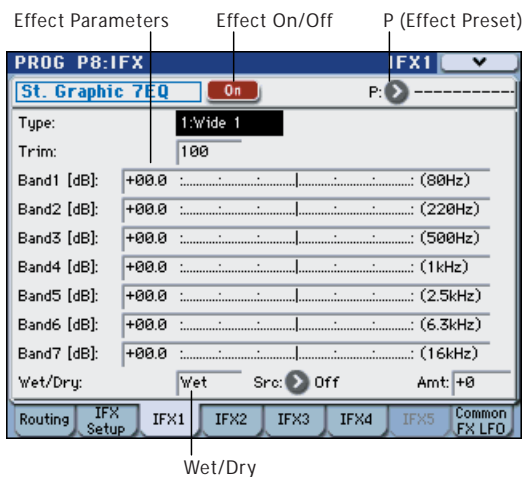 Effect Parameters Effect On/Off P (Effect Preset)
PROG P8:IFX IFX1
St. Graphic 7EQ On P: -----------
Type: 1:Wide 1
Trim: 100
Band1 [dB]: +00.0 (80Hz)
Band2 [dB]: +00.0 (220Hz)
Band3 [dB]: +00.0 (500Hz)
Band4 [dB]: +00.0 (1kHz)
Band5 [dB]: +00.0 (2.5kHz)
Band6 [dB]: +00.0 (6.3kHz)
Band7 [dB]: +00.0 (16kHz)
Wet/Dry: Wet Src: Off Amt: +0
Routing IFX Setup IFX1 IFX2 IFX3 IFX4 IFX5 Common FX LFO
Wet/Dry